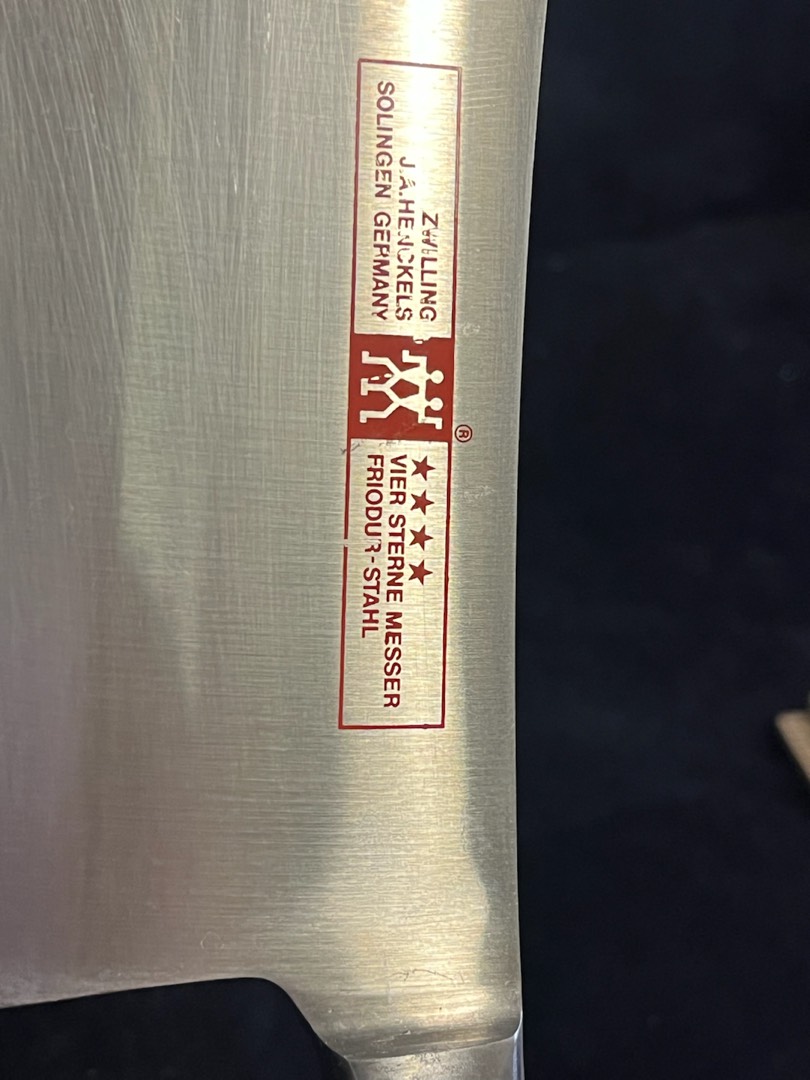 ZWILLING
J.A.HENCKELS
SOLINGEN GERMANY
®
★ ★ ★ ★
VIER STERNE MESSER
FRIODUR-STAHL